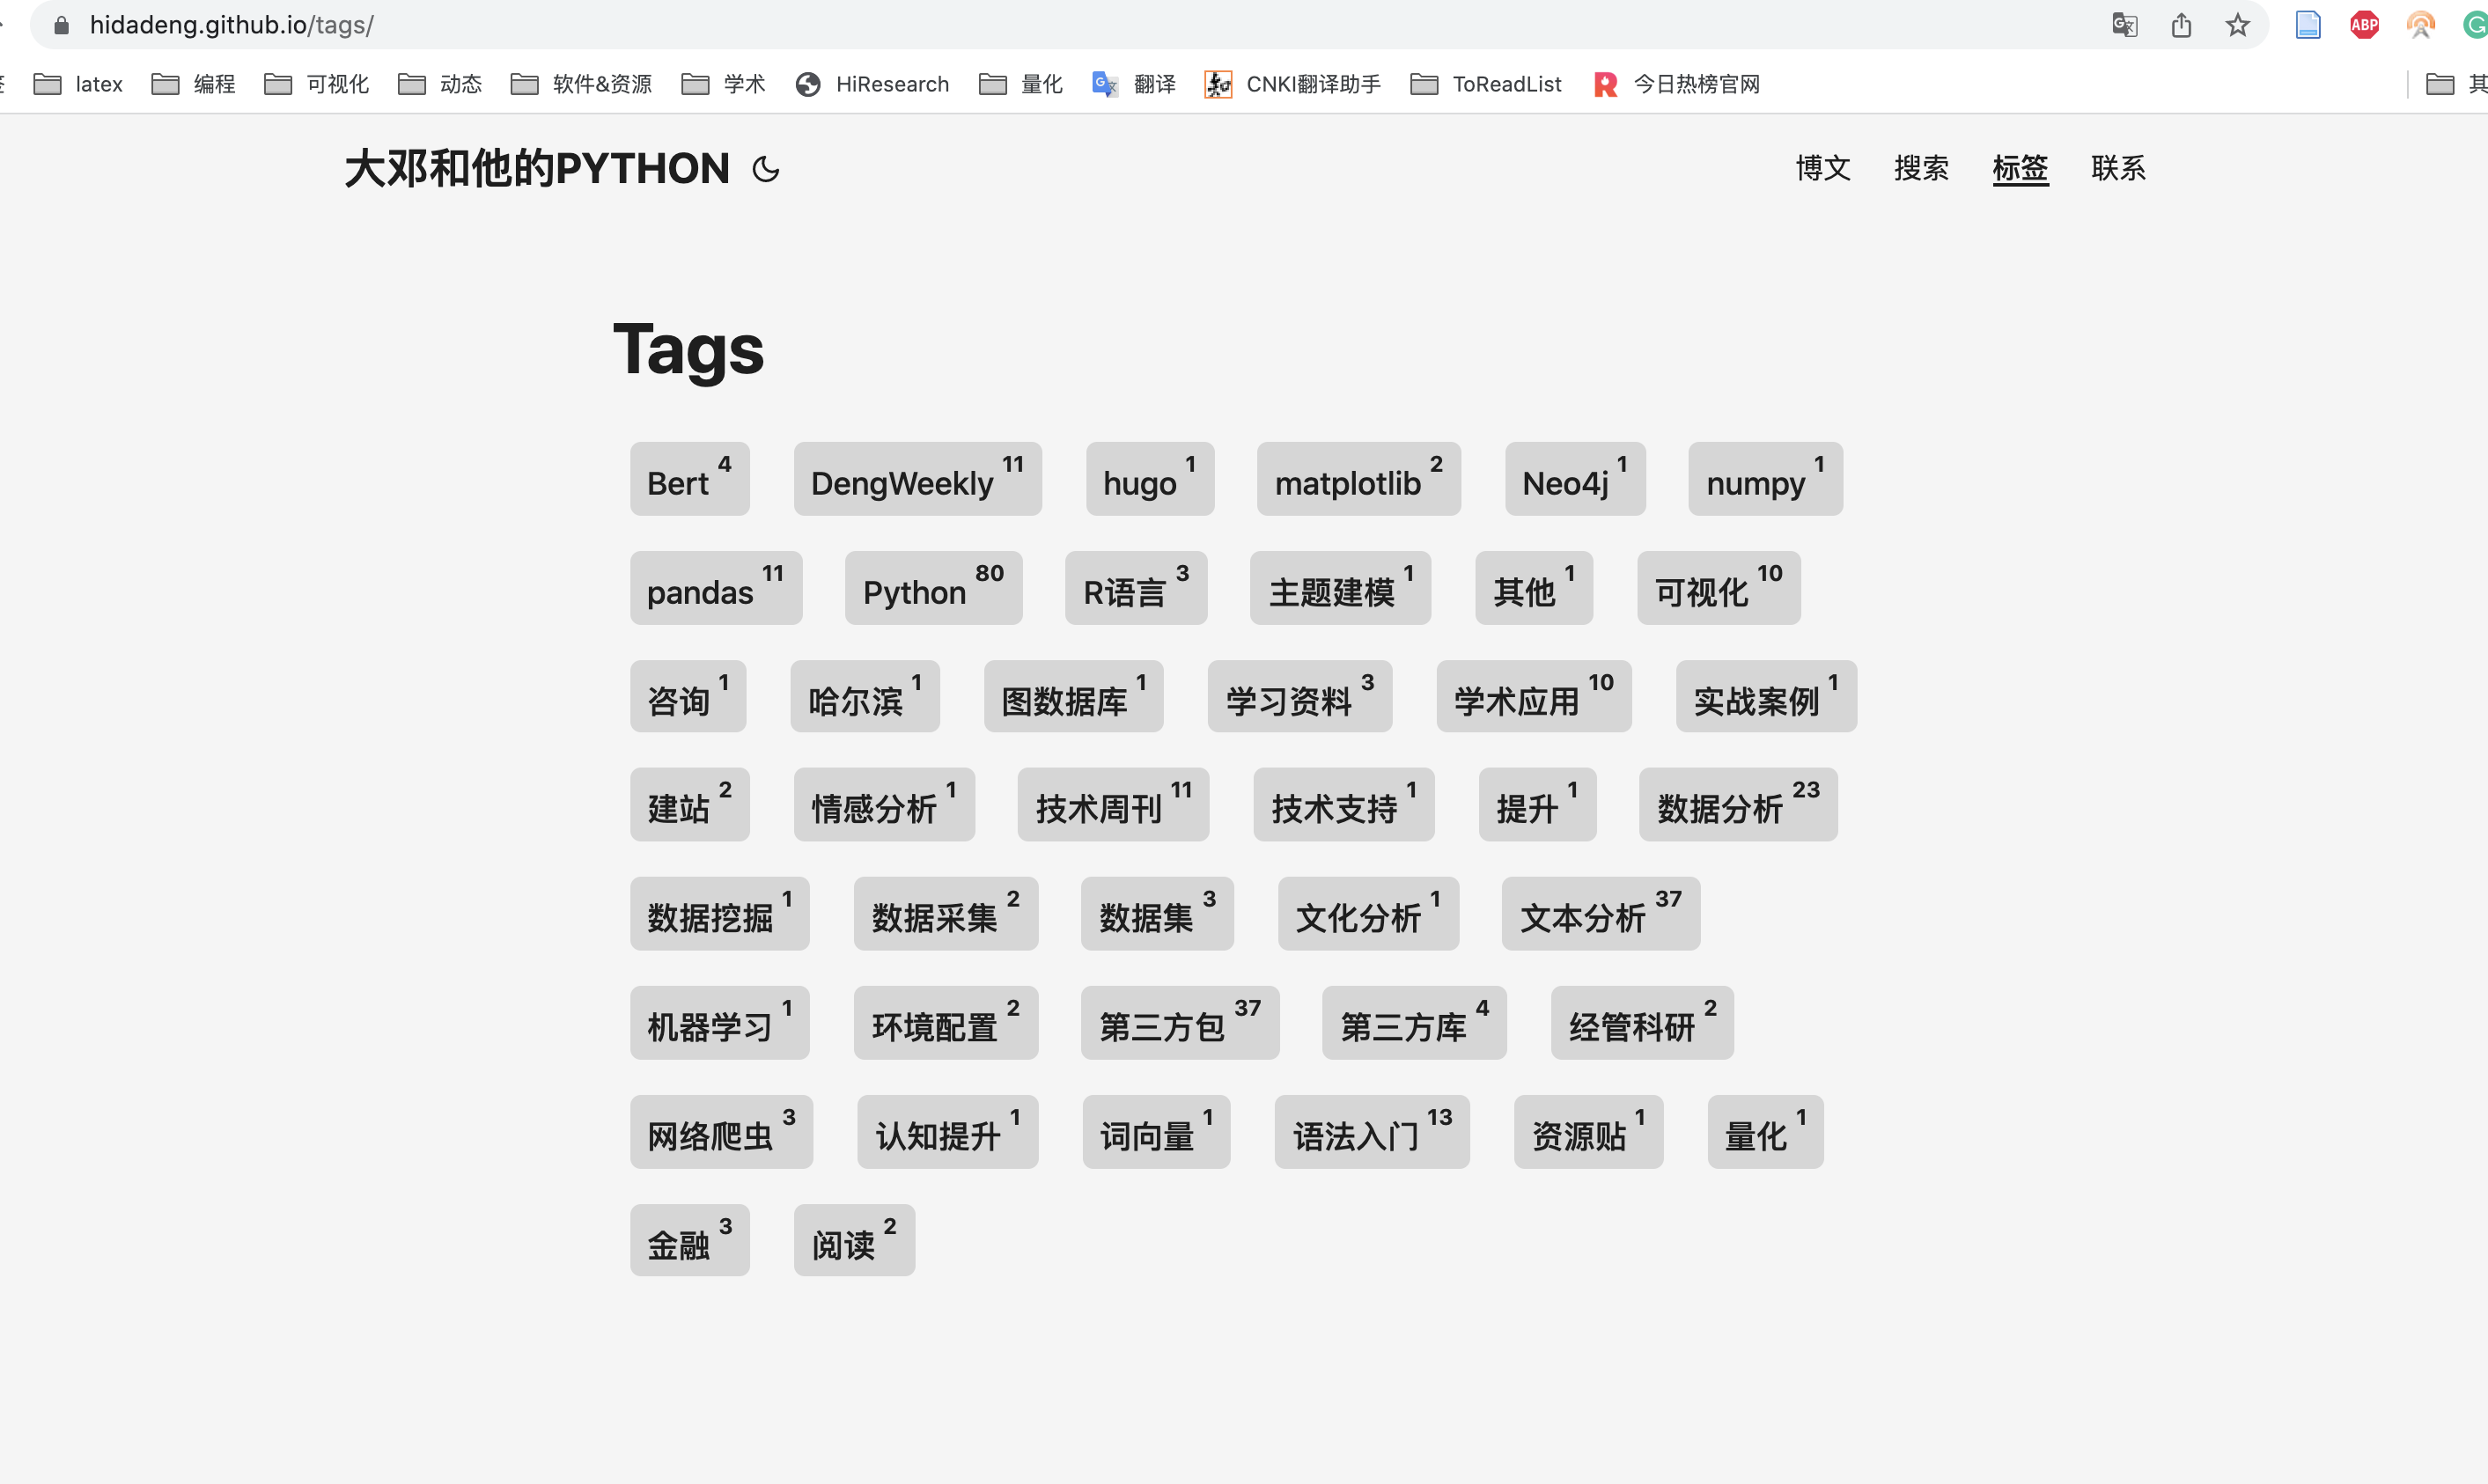 hidadeng.github.io/tags/
latex 编程 可视化 动态 软件&资源 学术 HiResearch 量化 翻译 CNKI翻译助手 ToReadList 今日热榜官网
大邓和他的PYTHON 博文 搜索 标签 联系
Tags
Bert 4 DengWeekly 11 hugo 1 matplotlib 2 Neo4j 1 numpy 1
pandas 11 Python 80 R语言 3 主题建模 1 其他 1 可视化 10
咨询 1 哈尔滨 1 图数据库 1 学习资料 3 学术应用 10 实战案例 1
建站 2 情感分析 1 技术周刊 11 技术支持 1 提升 1 数据分析 23
数据挖掘 1 数据采集 2 数据集 3 文化分析 1 文本分析 37
机器学习 1 环境配置 2 第三方包 37 第三方库 4 经管科研 2
网络爬虫 3 认知提升 1 词向量 1 语法入门 13 资源贴 1 量化 1
金融 3 阅读 2